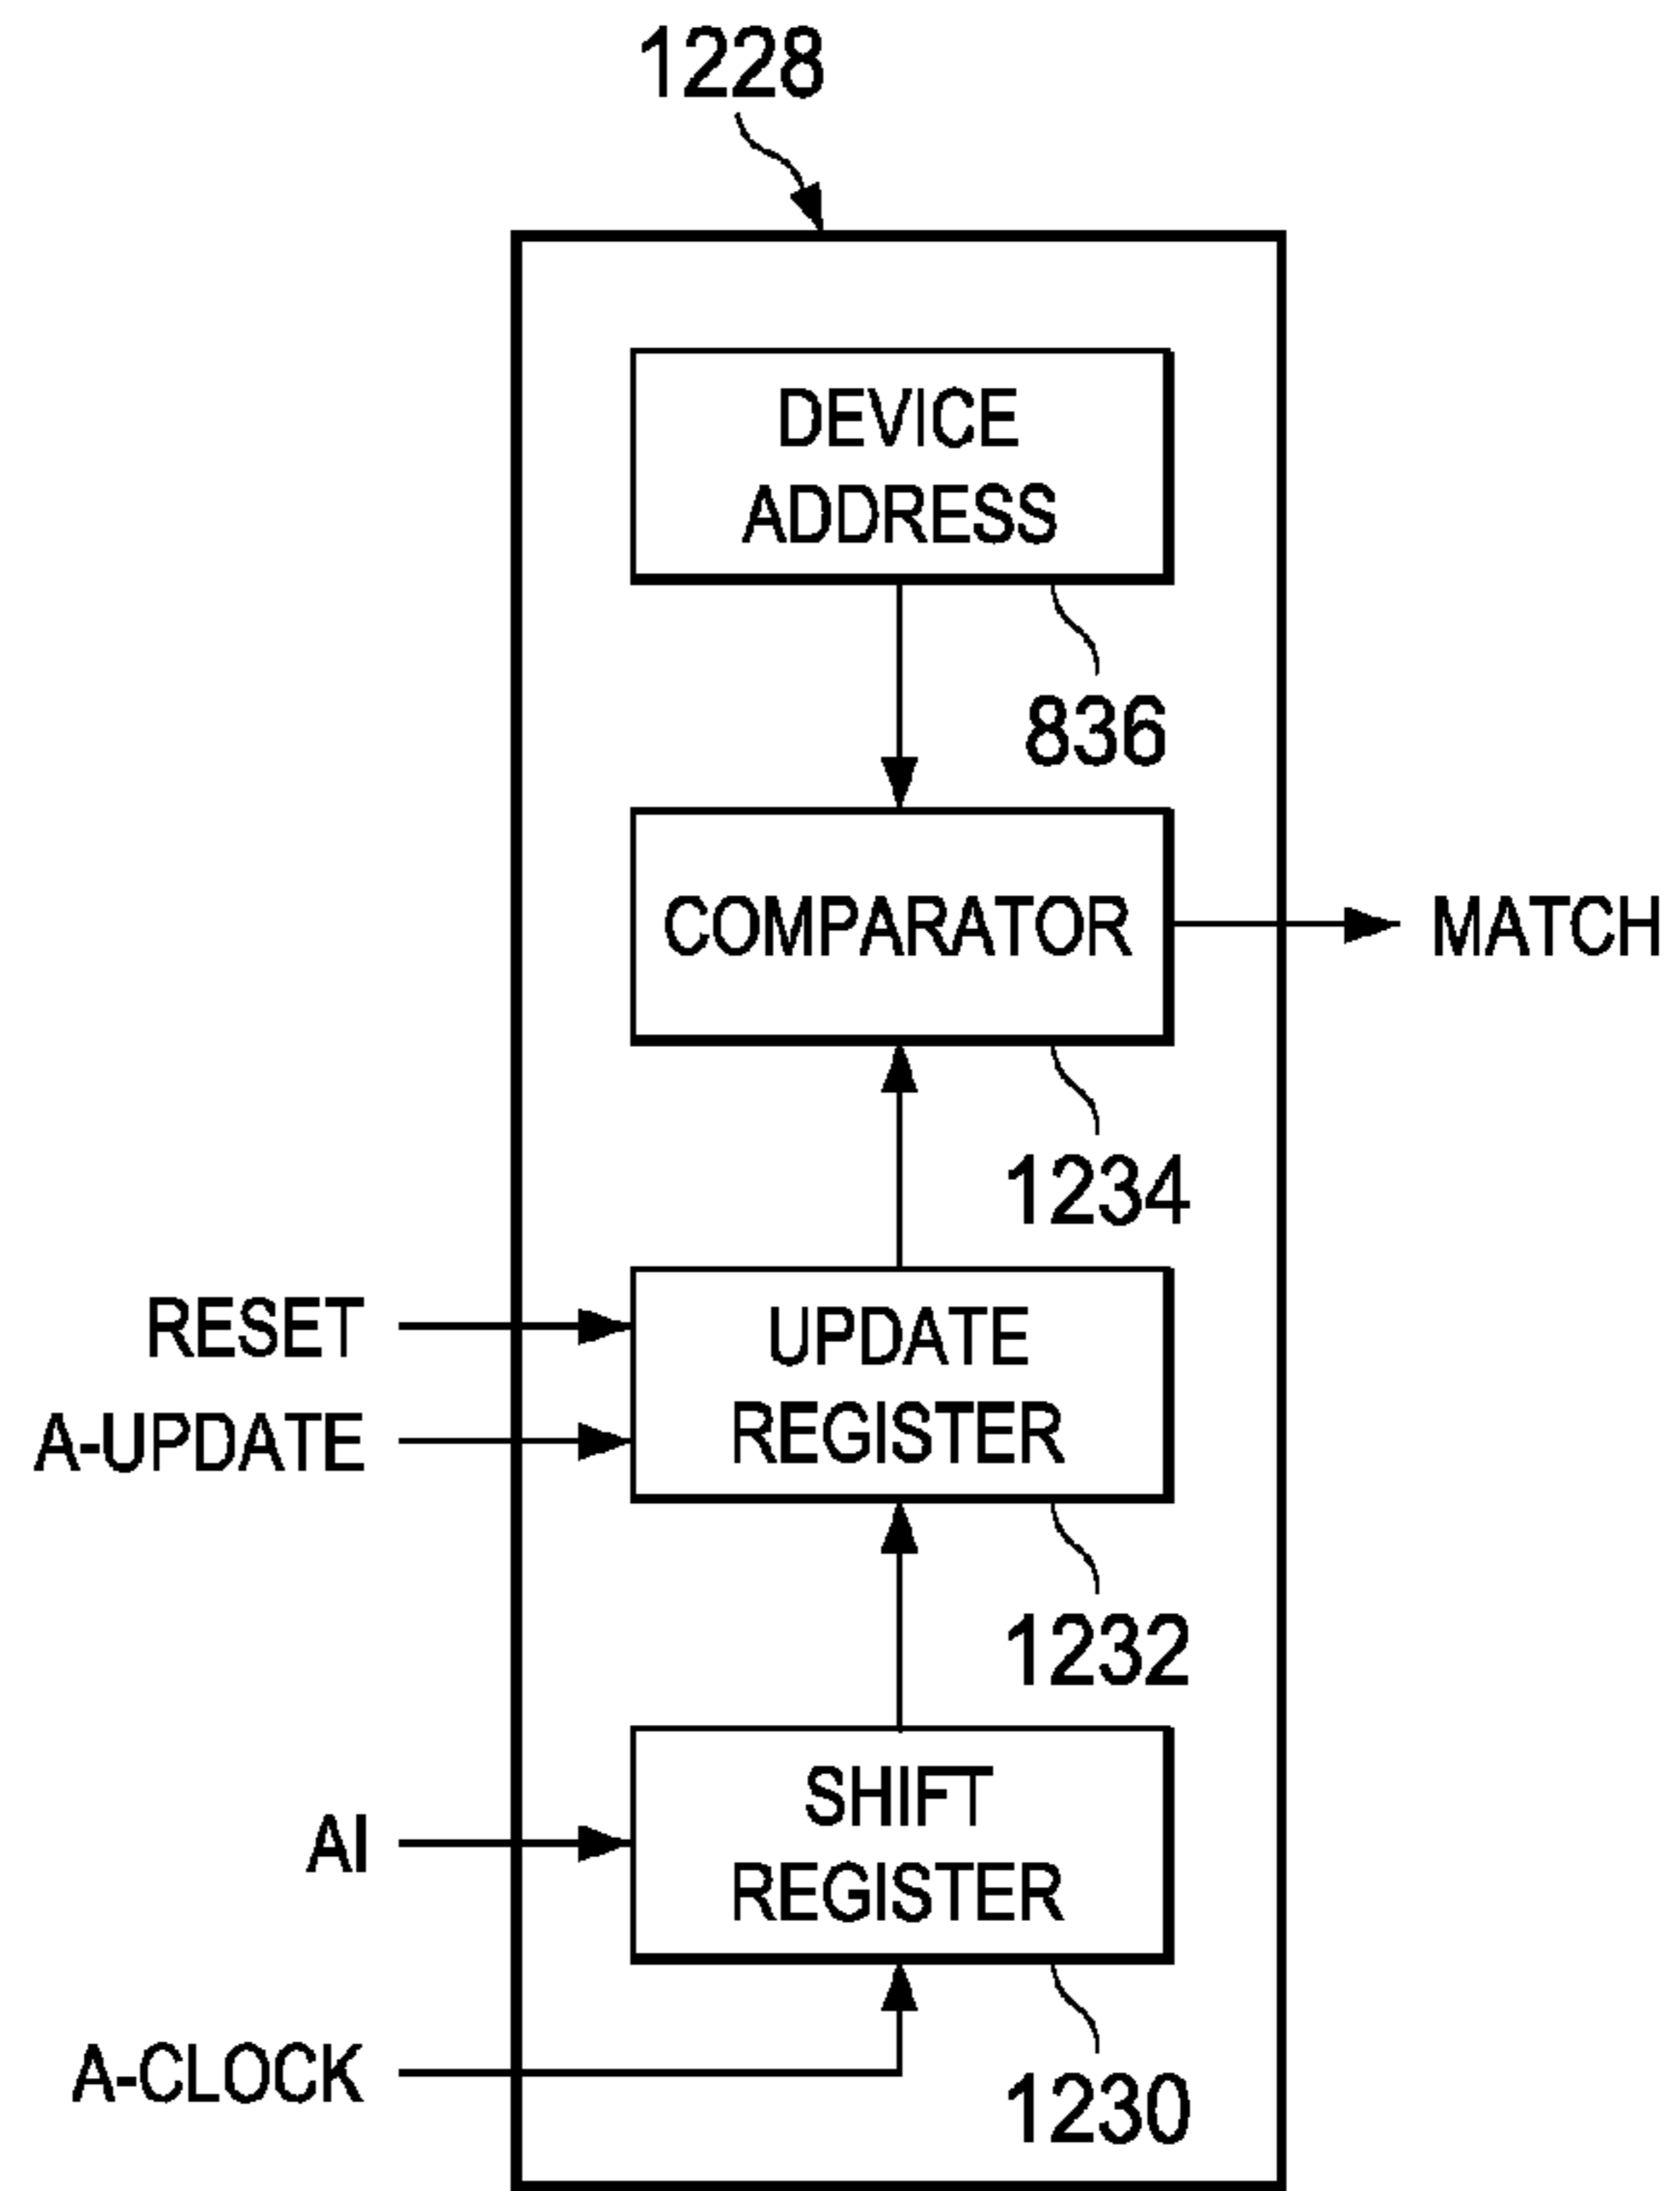 1228
DEVICE
ADDRESS
836
COMPARATOR
MATCH
1234
RESET
UPDATE
A-UPDATE
REGISTER
1232
SHIFT
AI
REGISTER
A-CLOCK
1230